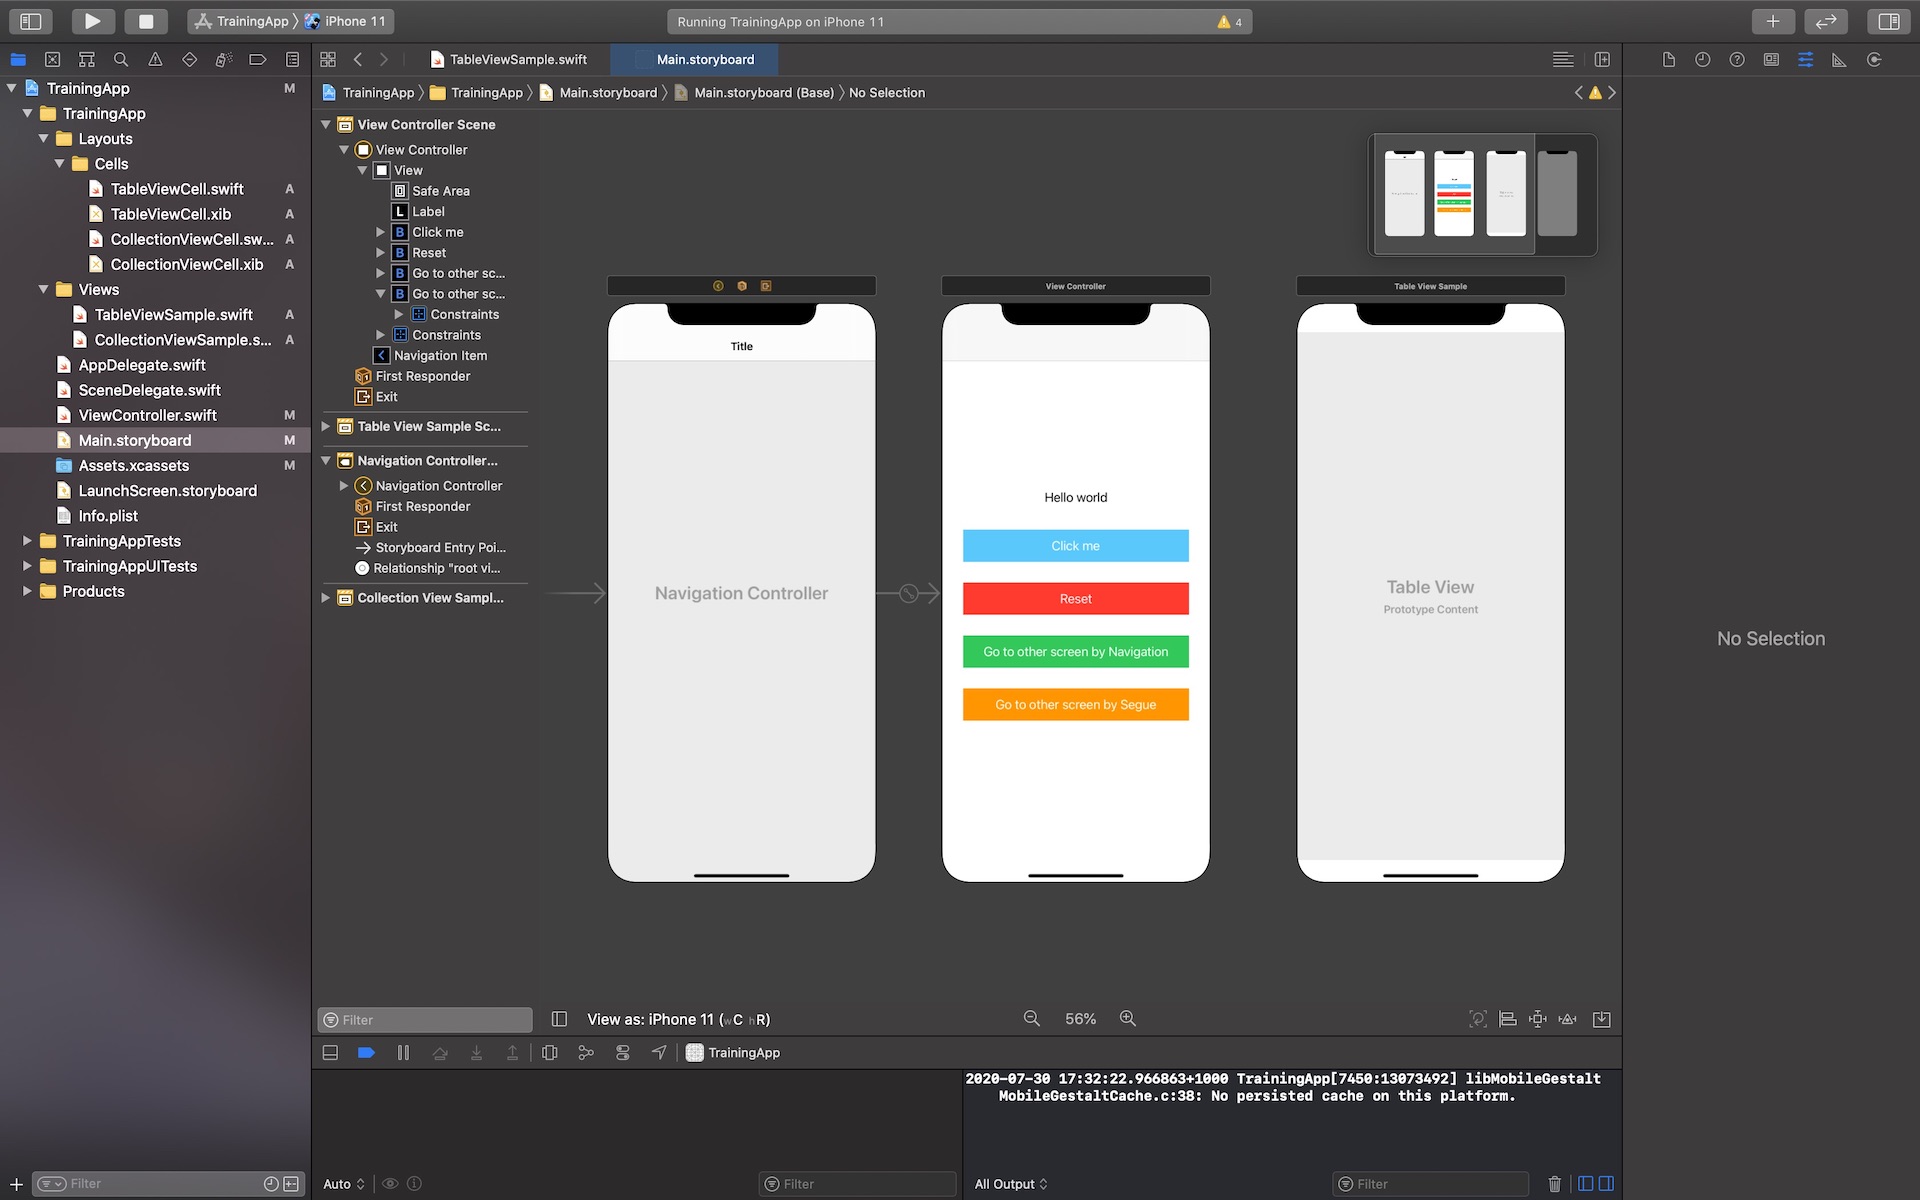 TrainingApp
iPhone 11
Running TrainingApp on iPhone 11
4
TableViewSample.swift
Main.storyboard
TrainingApp
TrainingApp
Main.storyboard
Main.storyboard (Base)
No Selection
TrainingApp M
TrainingApp
Layouts
Cells
TableViewCell.swift A
TableViewCell.xib A
CollectionViewCell.sw... A
CollectionViewCell.xib A
Views
TableViewSample.swift A
CollectionViewSample.s... A
AppDelegate.swift
SceneDelegate.swift
ViewController.swift M
Main.storyboard M
Assets.xcassets M
LaunchScreen.storyboard
Info.plist
TrainingAppTests
TrainingAppUITests
Products
Filter
View Controller Scene
View Controller
View
Safe Area
L Label
B Click me
B Reset
B Go to other sc...
B Go to other sc...
Constraints
Constraints
Navigation Item
First Responder
Exit
Table View Sample Sc...
Navigation Controller...
Navigation Controller
First Responder
Exit
Storyboard Entry Poi...
Relationship "root vi...
Collection View Sampl...
Filter
Title
Navigation Controller
View Controller
Hello world
Click me
Reset
Go to other screen by Navigation
Go to other screen by Segue
Table View Sample
Table View
Prototype Content
No Selection
View as: iPhone 11 (wC hR)
56%
TrainingApp
2020-07-30 17:32:22.966863+1000 TrainingApp[7450:13073492] libMobileGestalt
MobileGestaltCache.c:38: No persisted cache on this platform.
Auto
Filter
All Output
Filter